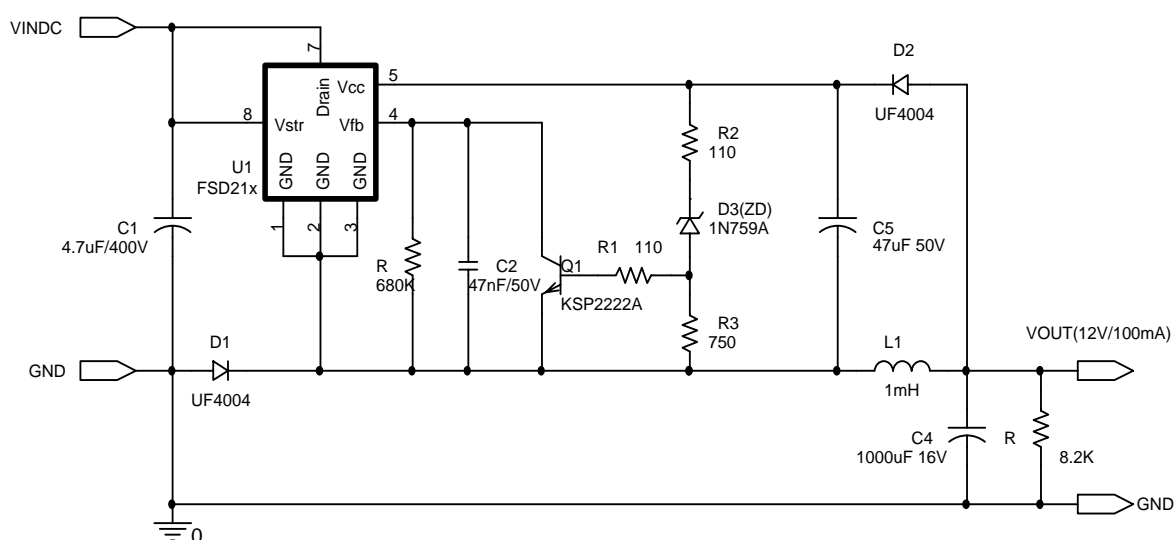 VINDC
7
D2
Drain
Vcc
5
UF4004
8
Vstr
Vfb
4
R2
110
U1
FSD21x
GND
GND
GND
1
2
3
C1
4.7uF/400V
D3(ZD)
1N759A
C5
47uF 50V
R1 110
R
680K
C2
47nF/50V
Q1
KSP2222A
R3
750
VOUT(12V/100mA)
D1
L1
GND
UF4004
1mH
C4
1000uF 16V
R
8.2K
GND
0